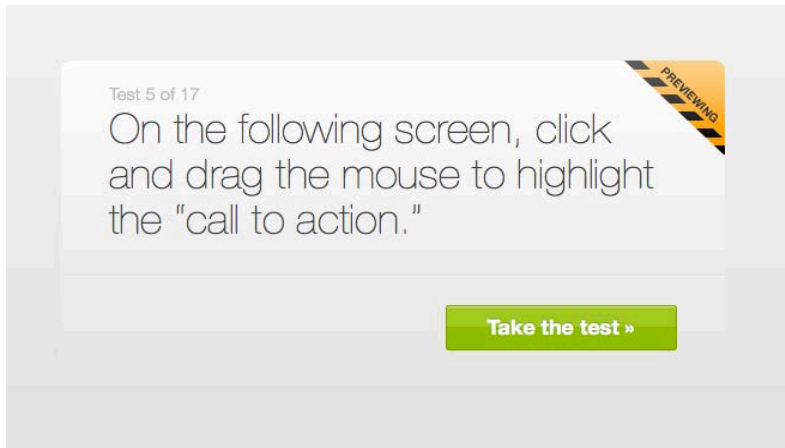 Test 5 of 17
PREVIEWING
On the following screen, click
and drag the mouse to highlight
the “call to action.”
Take the test »